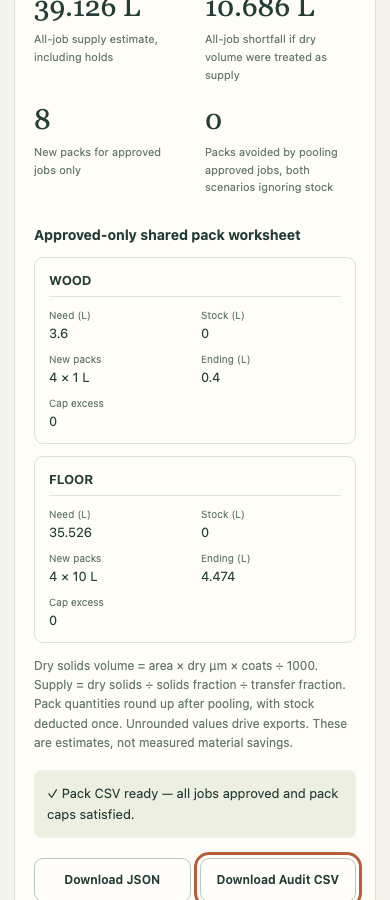 39.126 L
10.686 L
All-job supply estimate,
including holds
All-job shortfall if dry
volume were treated as
supply
8
0
New packs for approved
jobs only
Packs avoided by pooling
approved jobs, both
scenarios ignoring stock
Approved-only shared pack worksheet
WOOD
Need (L)
Stock (L)
3.6
0
New packs
Ending (L)
4 × 1 L
0.4
Cap excess
0
FLOOR
Need (L)
Stock (L)
35.526
0
New packs
Ending (L)
4 × 10 L
4.474
Cap excess
0
Dry solids volume = area × dry µm × coats ÷ 1000.
Supply = dry solids ÷ solids fraction ÷ transfer fraction.
Pack quantities round up after pooling, with stock
deducted once. Unrounded values drive exports. These
are estimates, not measured material savings.
✓ Pack CSV ready — all jobs approved and pack
caps satisfied.
Download JSON
Download Audit CSV